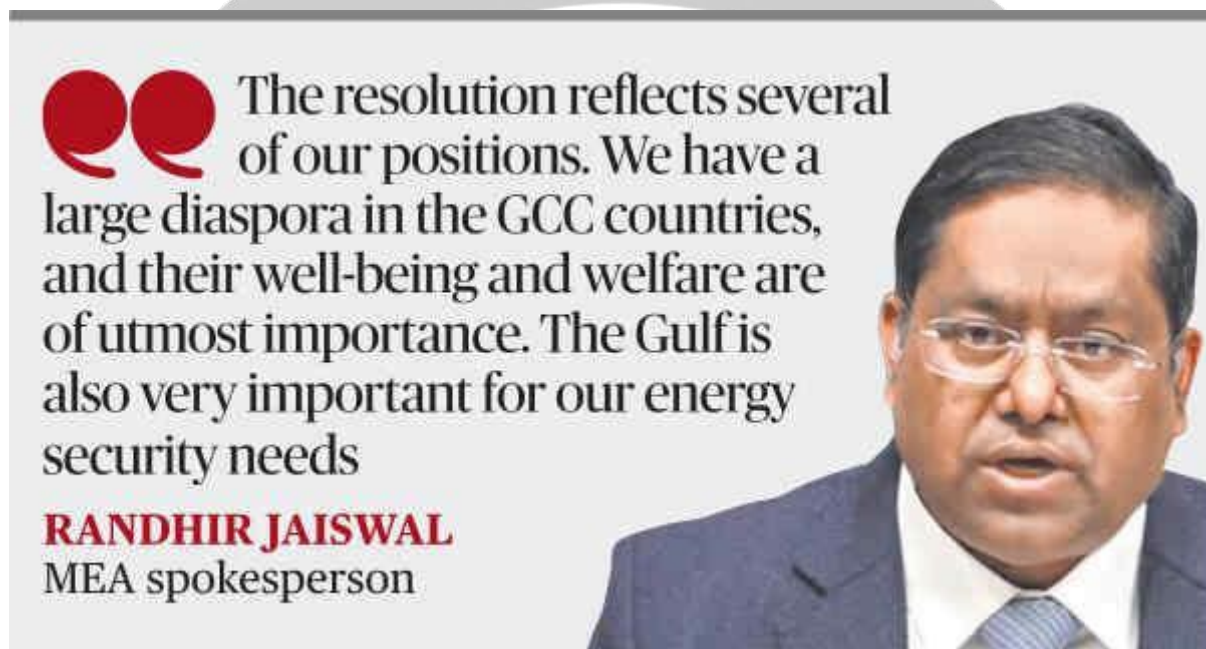 The resolution reflects several
of our positions. We have a
large diaspora in the GCC countries,
and their well-being and welfare are
of utmost importance. The Gulf is
also very important for our energy
security needs
RANDHIR JAISWAL
MEA spokesperson